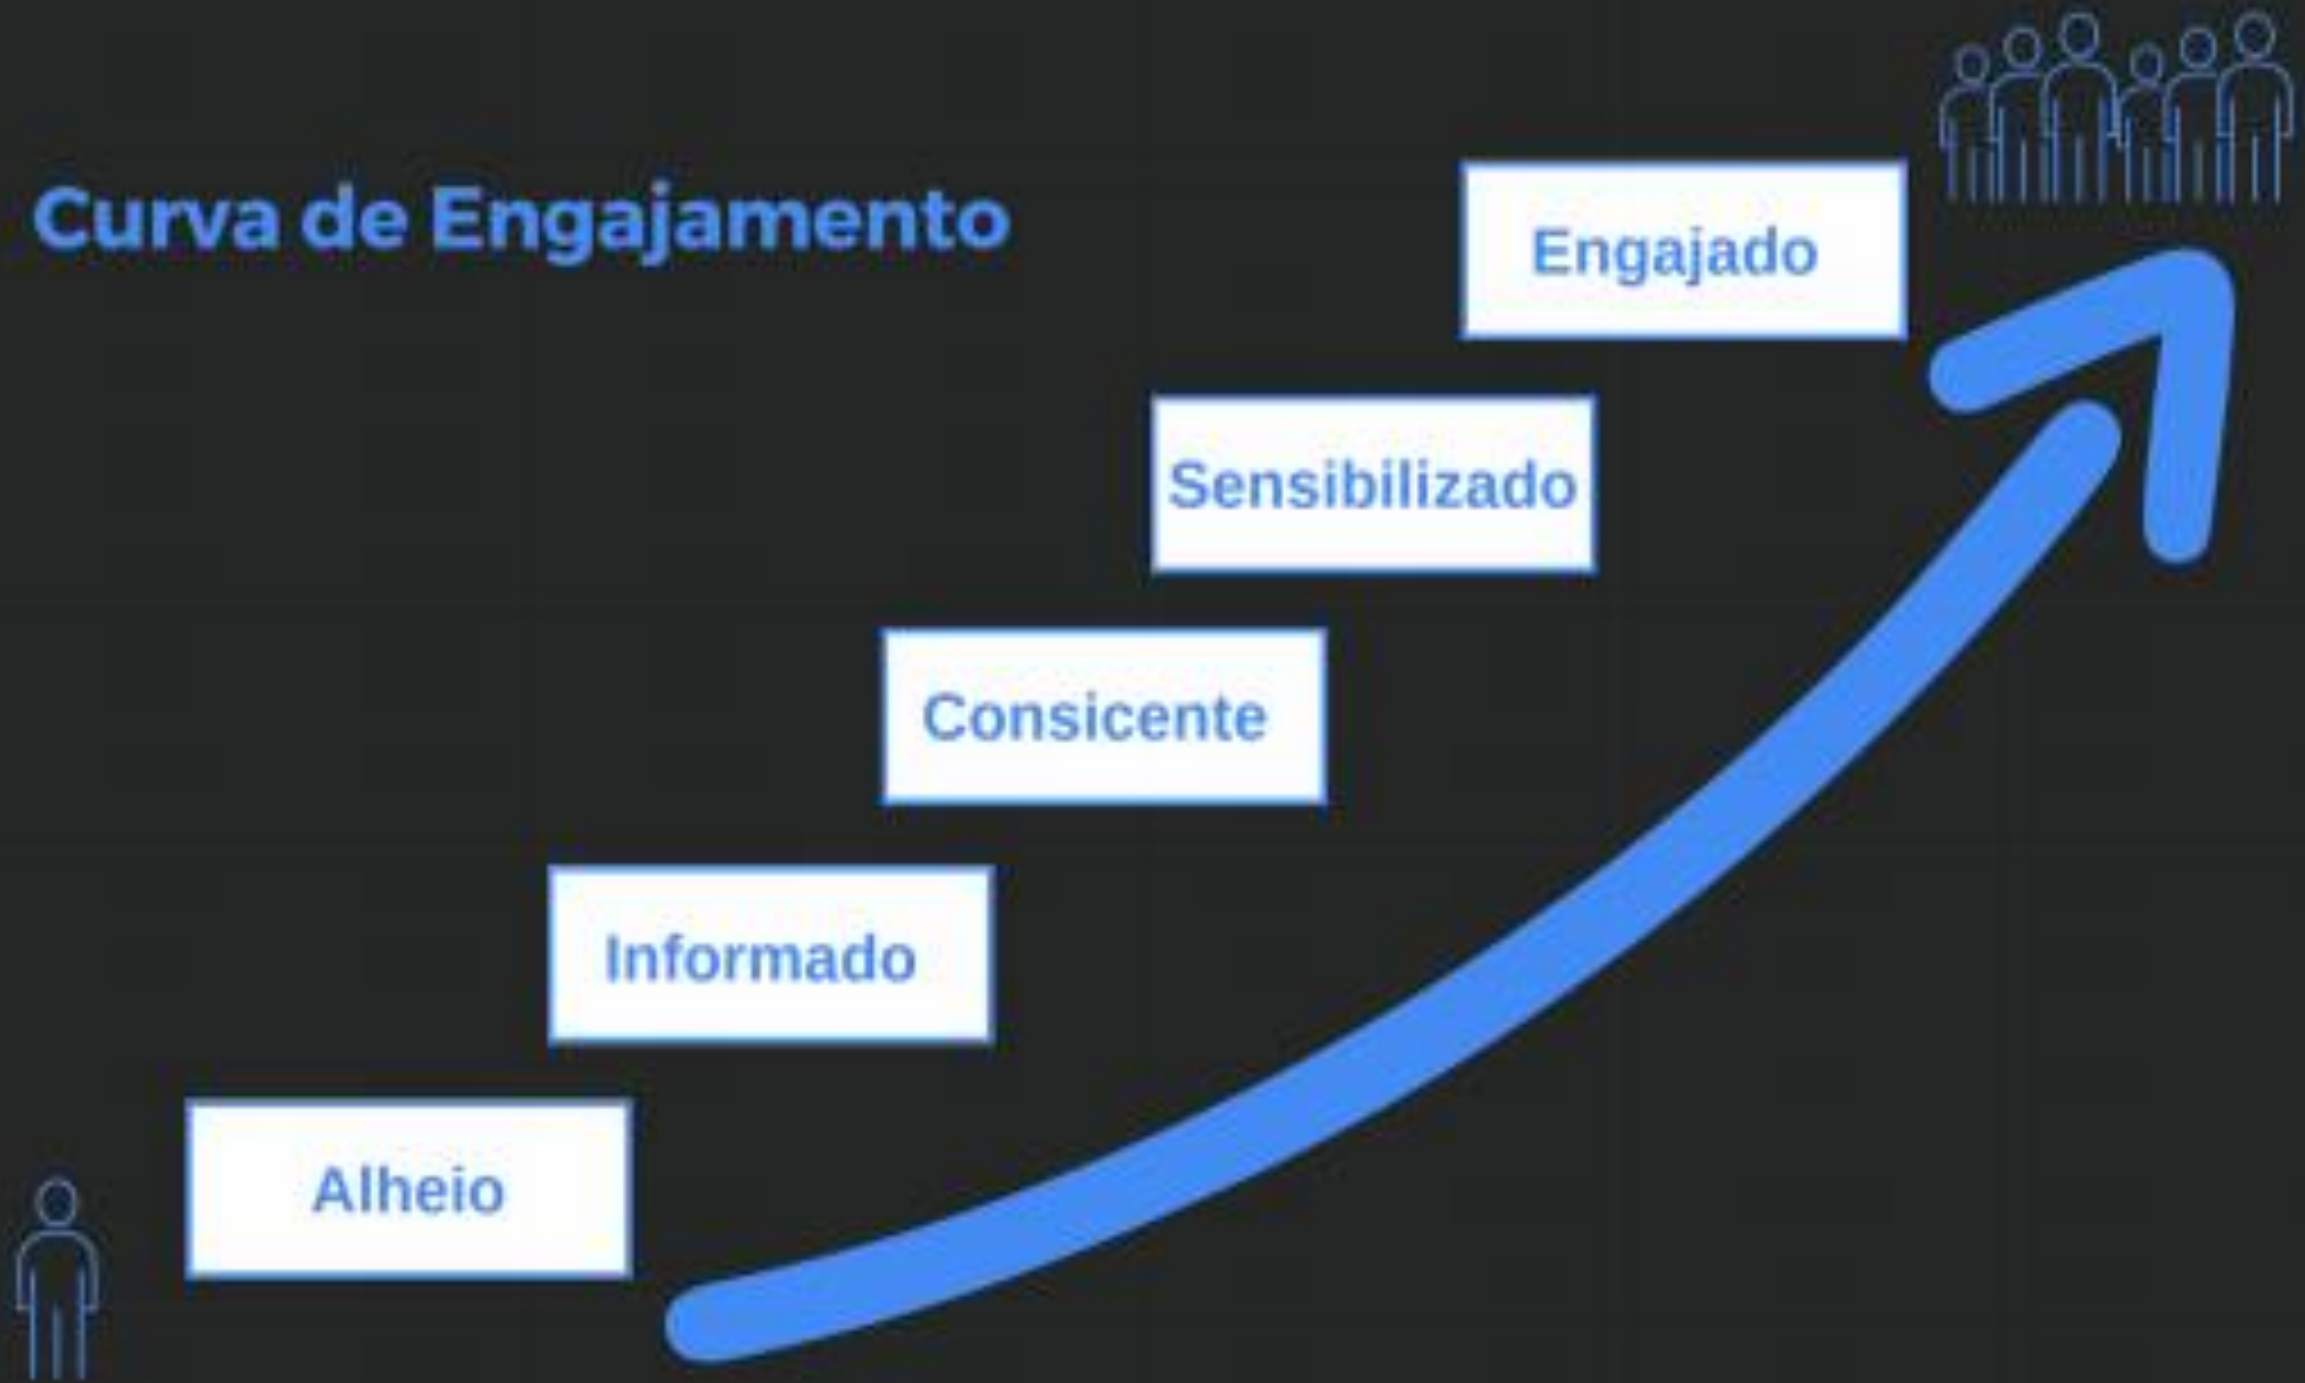 Curva de Engajamento
Engajado
Sensibilizado
Consicente
Informado
Alheio